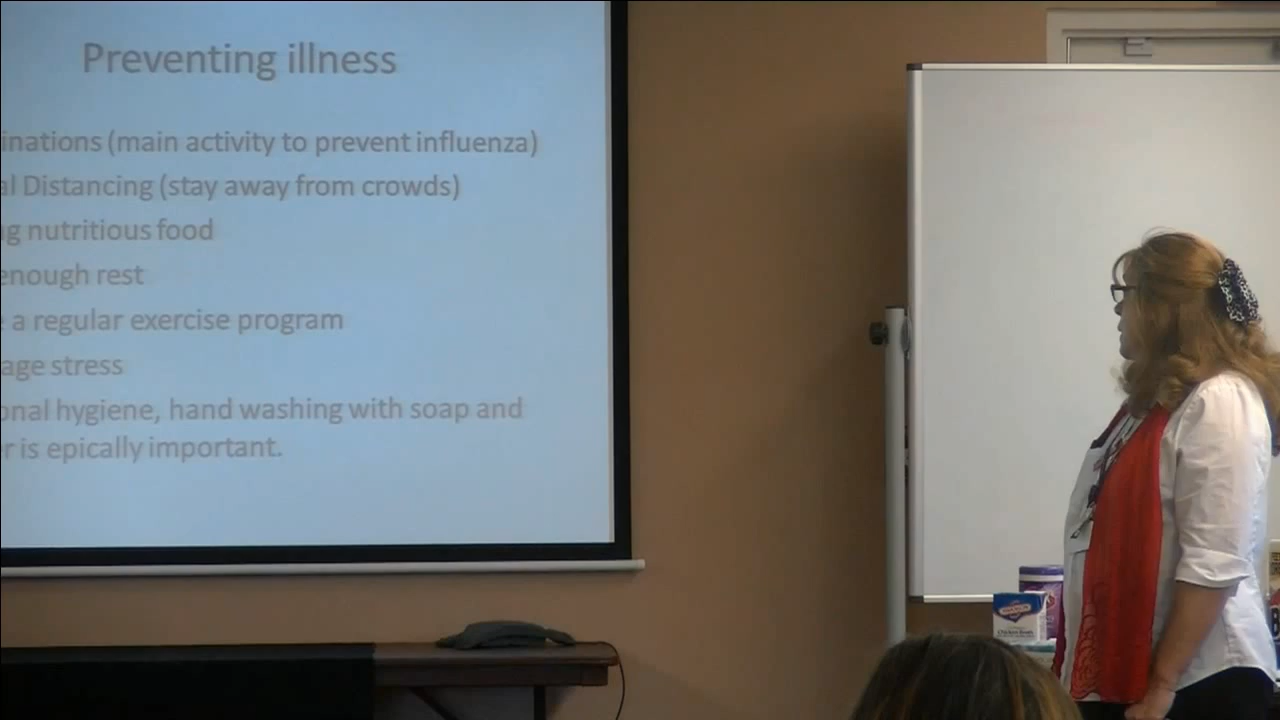 Preventing illness
inations (main activity to prevent influenza)
al Distancing (stay away from crowds)
ng nutritious food
enough rest
e a regular exercise program
age stress
onal hygiene, hand washing with soap and
r is epically important.